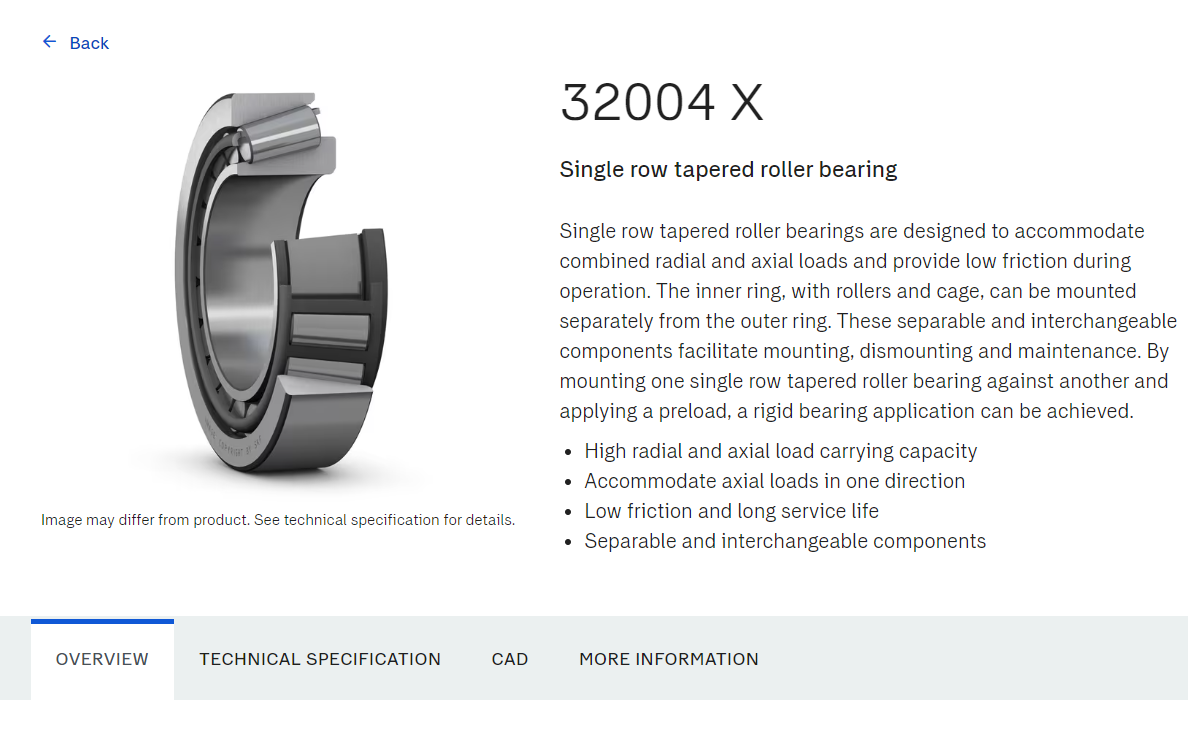 Back
32004 X
Single row tapered roller bearing
Single row tapered roller bearings are designed to accommodate
combined radial and axial loads and provide low friction during
operation. The inner ring, with rollers and cage, can be mounted
separately from the outer ring. These separable and interchangeable
components facilitate mounting, dismounting and maintenance. By
mounting one single row tapered roller bearing against another and
applying a preload, a rigid bearing application can be achieved.
• High radial and axial load carrying capacity
• Accommodate axial loads in one direction
• Low friction and long service life
• Separable and interchangeable components
COPYRIGHT BY SKF
Image may differ from product. See technical specification for details.
OVERVIEW TECHNICAL SPECIFICATION CAD MORE INFORMATION